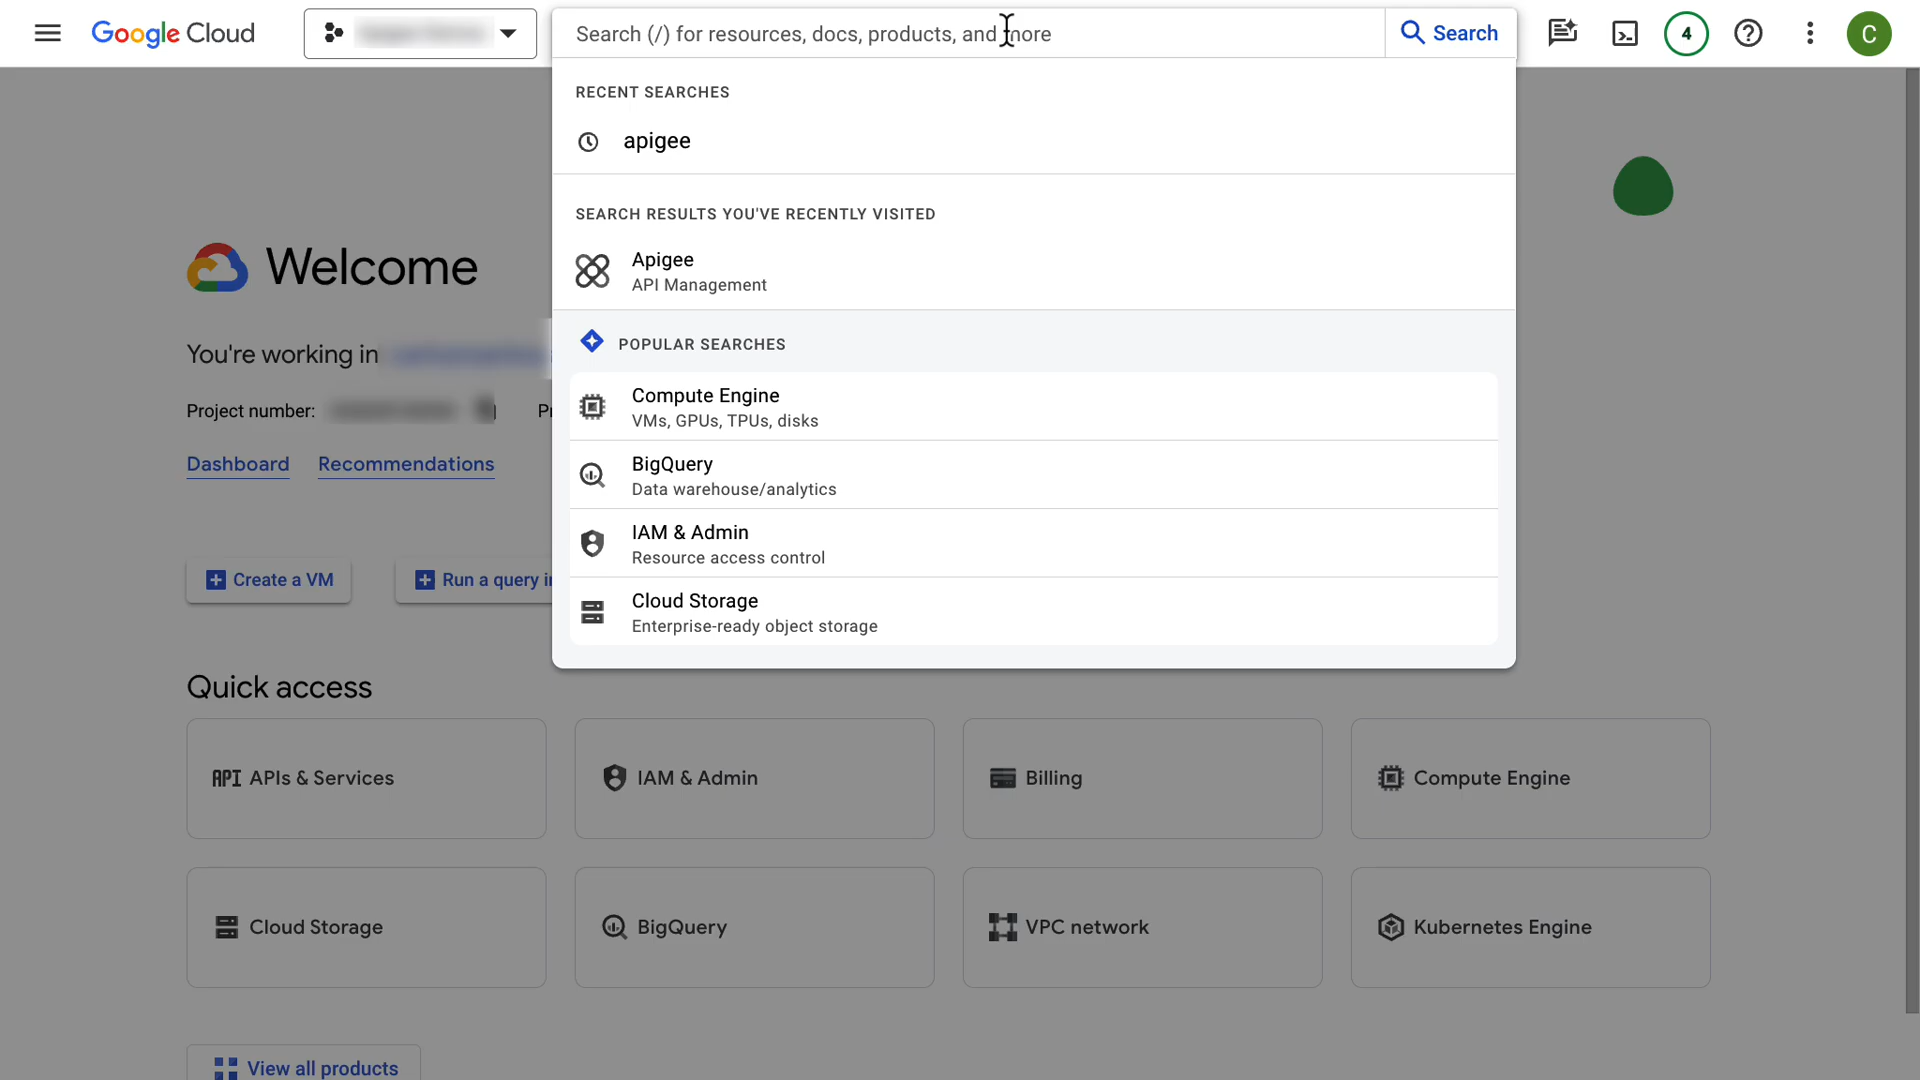 Google Cloud
Search (/) for resources, docs, products, and more
Search
4
C
RECENT SEARCHES
apigee
SEARCH RESULTS YOU'VE RECENTLY VISITED
Apigee
API Management
POPULAR SEARCHES
Compute Engine
VMs, GPUs, TPUs, disks
BigQuery
Data warehouse/analytics
IAM & Admin
Resource access control
Cloud Storage
Enterprise-ready object storage
Welcome
You're working in
Project number:
Dashboard
Recommendations
Create a VM
Run a query
Quick access
API APIs & Services
IAM & Admin
Billing
Compute Engine
Cloud Storage
BigQuery
VPC network
Kubernetes Engine
View all products